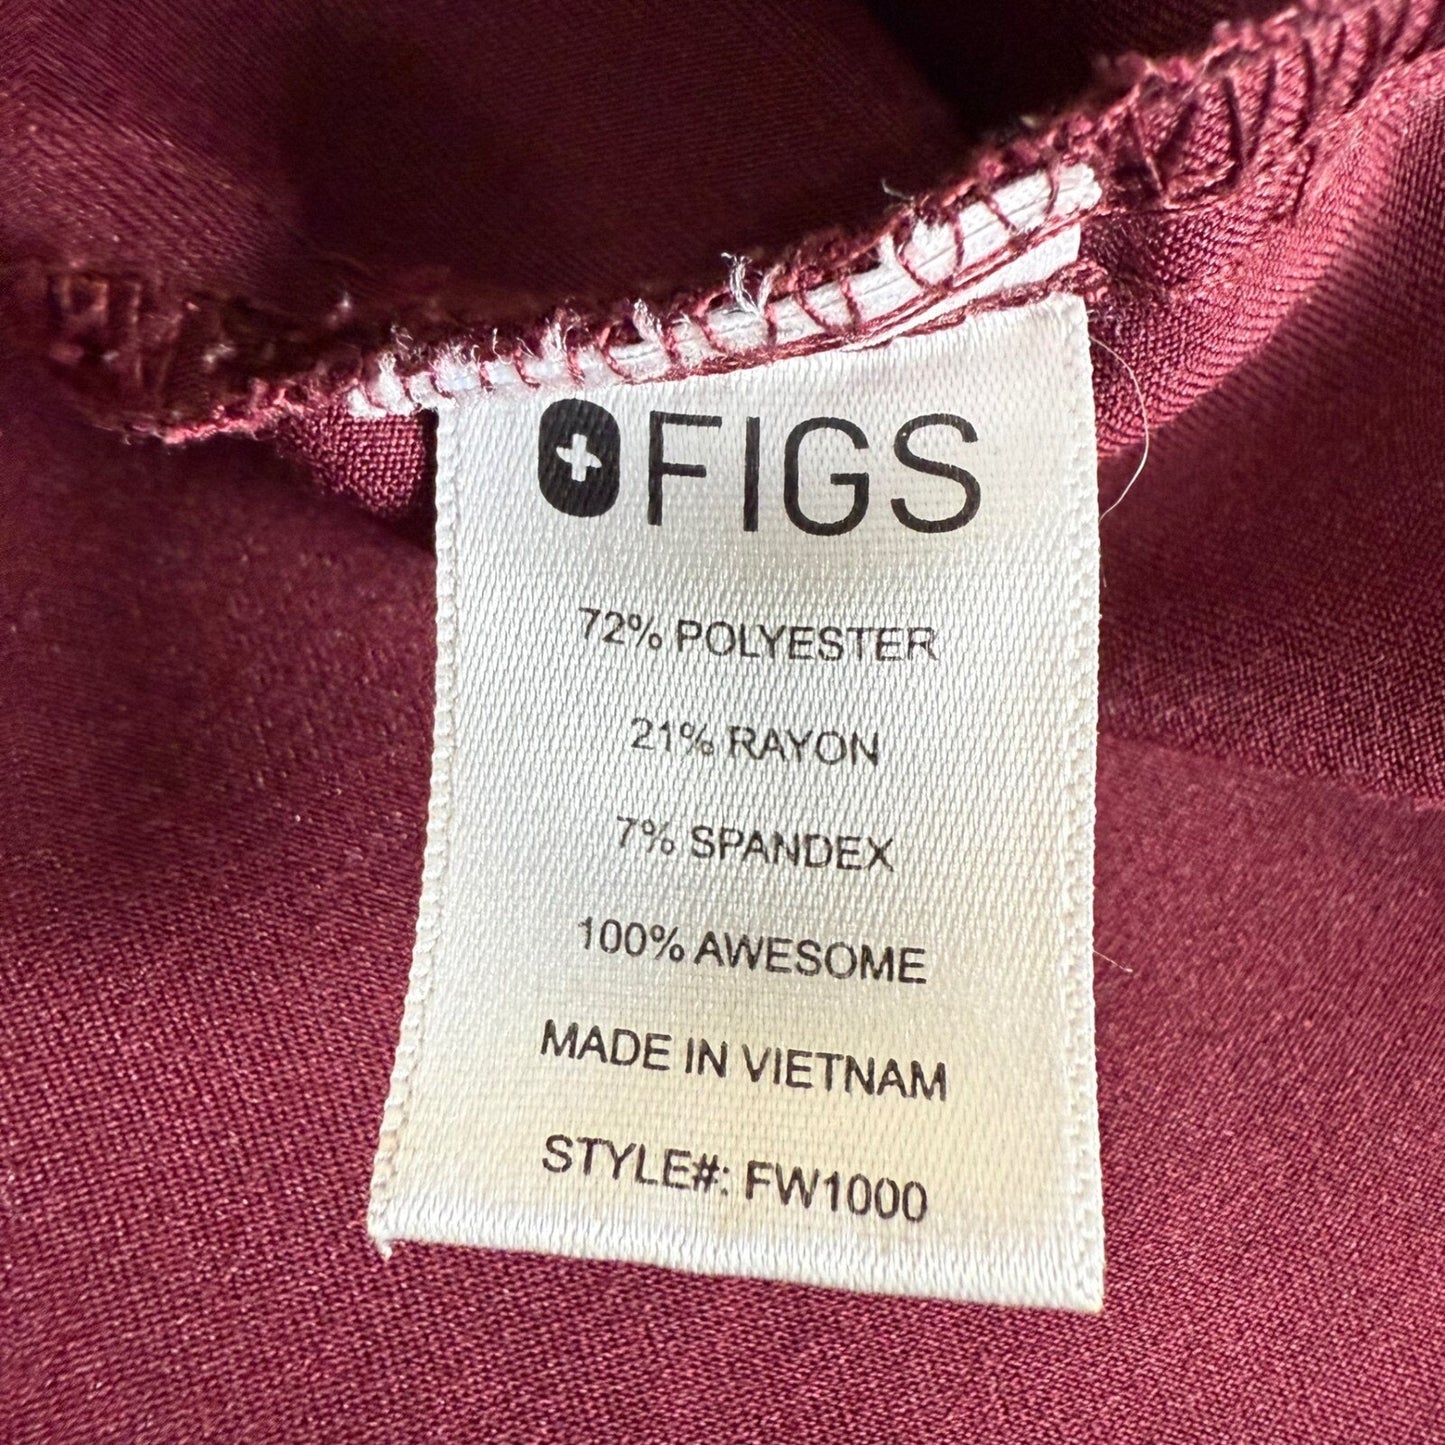 FIGS
72% POLYESTER
21% RAYON
7% SPANDEX
100% AWESOME
MADE IN VIETNAM
STYLE#: FW1000